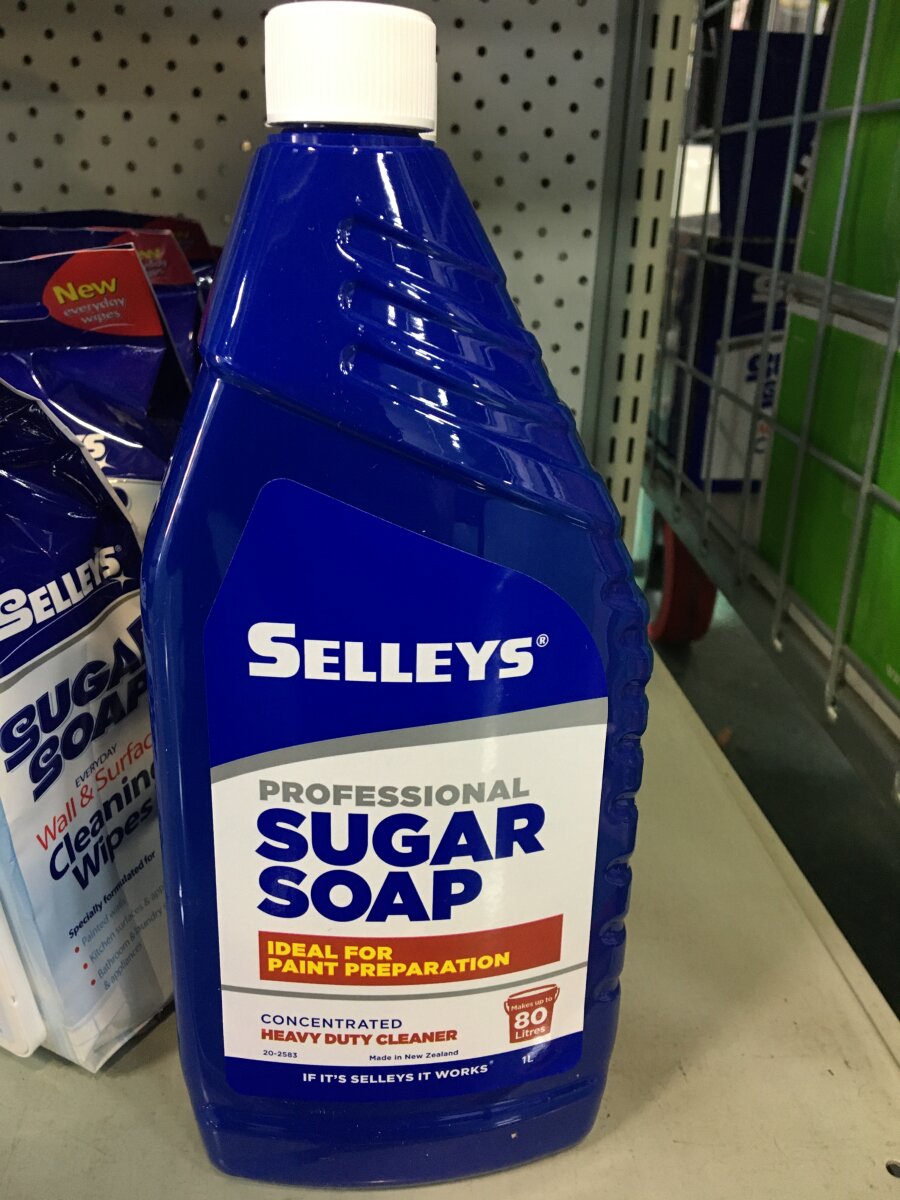 SELLEYS®
PROFESSIONAL
SUGAR
SOAP
IDEAL FOR
PAINT PREPARATION
CONCENTRATED
HEAVY DUTY CLEANER
20-2583 Made in New Zealand
Makes up to
80
Litres
1L
IF IT'S SELLEYS IT WORKS
New
everyday
wipes
SELLEYS®
SUGAR
SOAP
EVERYDAY
Wall & Surface
Cleaning
Wipes
Specially formulated for
• Painted
• Kitchen surfaces &
• Bathroom &
& appliances